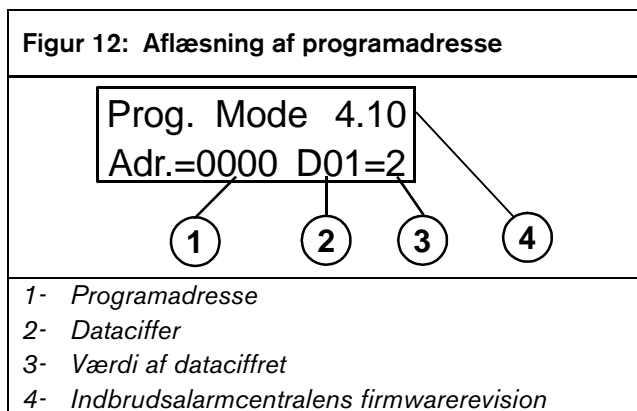 Figur 12: Aflæsning af programadresse
Prog. Mode 4.10
Adr.=0000 D01=2
1 2 3 4
1- Programadresse
2- Dataciffer
3- Værdi af dataciffret
4- Indbrudsalarmcentralens firmwarerevision